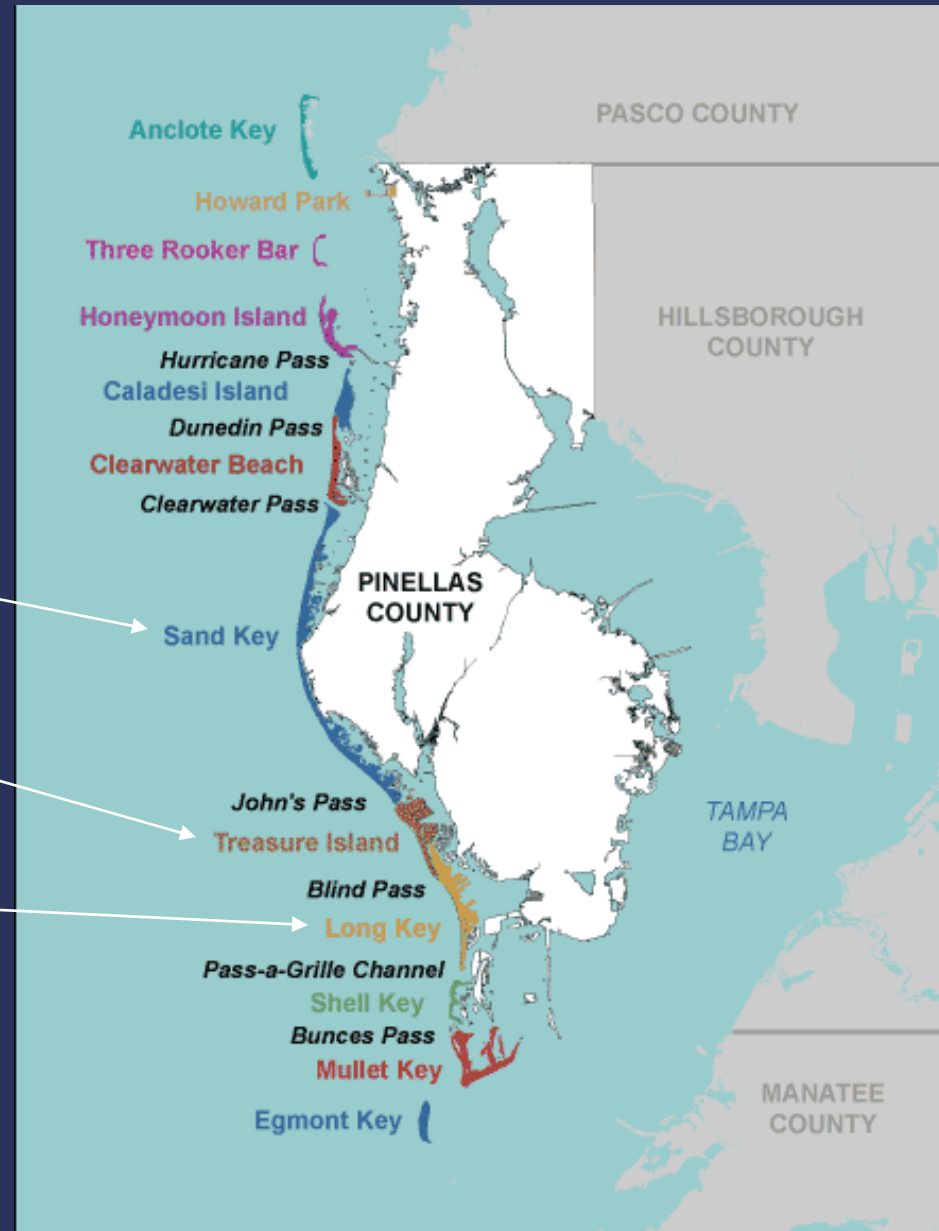 PASCO COUNTY
Anclote Key
Howard Park
Three Rooker Bar
Honeymoon Island
HILLSBOROUGH
COUNTY
Hurricane Pass
Caladesi Island
Dunedin Pass
Clearwater Beach
Clearwater Pass
PINELLAS
COUNTY
Sand Key
John's Pass
TAMPA
BAY
Treasure Island
Blind Pass
Long Key
Pass-a-Grille Channel
Shell Key
Bunces Pass
Mullet Key
MANATEE
COUNTY
Egmont Key